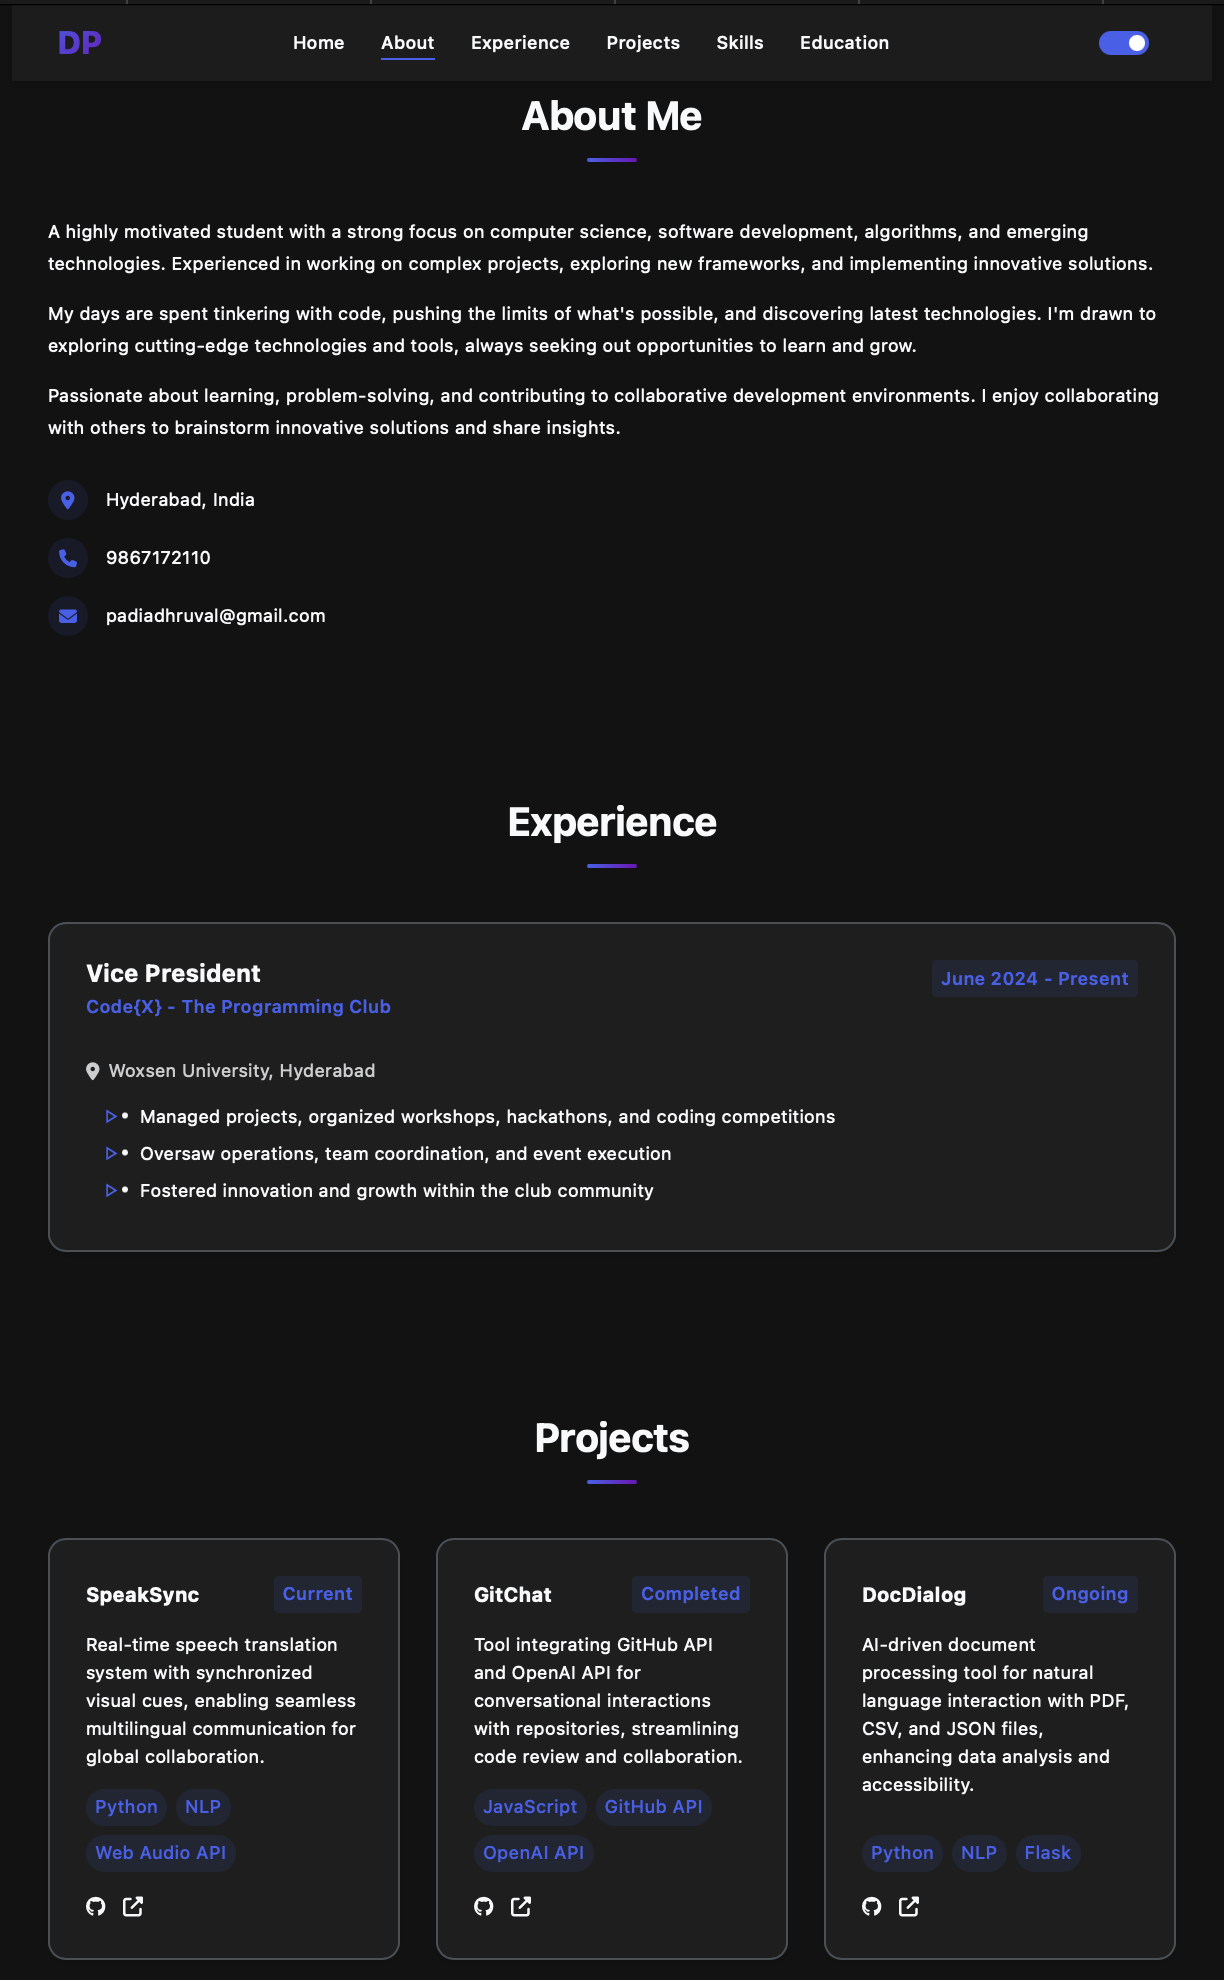 DP
Home About Experience Projects Skills Education
About Me
A highly motivated student with a strong focus on computer science, software development, algorithms, and emerging
technologies. Experienced in working on complex projects, exploring new frameworks, and implementing innovative solutions.
My days are spent tinkering with code, pushing the limits of what's possible, and discovering latest technologies. I'm drawn to
exploring cutting-edge technologies and tools, always seeking out opportunities to learn and grow.
Passionate about learning, problem-solving, and contributing to collaborative development environments. I enjoy collaborating
with others to brainstorm innovative solutions and share insights.
Hyderabad, India
9867172110
padiadhruval@gmail.com
Experience
Vice President
June 2024 - Present
Code{X} - The Programming Club
Woxsen University, Hyderabad
▷ • Managed projects, organized workshops, hackathons, and coding competitions
▷ • Oversaw operations, team coordination, and event execution
▷ • Fostered innovation and growth within the club community
Projects
SpeakSync Current
Real-time speech translation
system with synchronized
visual cues, enabling seamless
multilingual communication for
global collaboration.
Python NLP
Web Audio API
GitChat Completed
Tool integrating GitHub API
and OpenAI API for
conversational interactions
with repositories, streamlining
code review and collaboration.
JavaScript GitHub API
OpenAI API
DocDialog Ongoing
AI-driven document
processing tool for natural
language interaction with PDF,
CSV, and JSON files,
enhancing data analysis and
accessibility.
Python NLP Flask